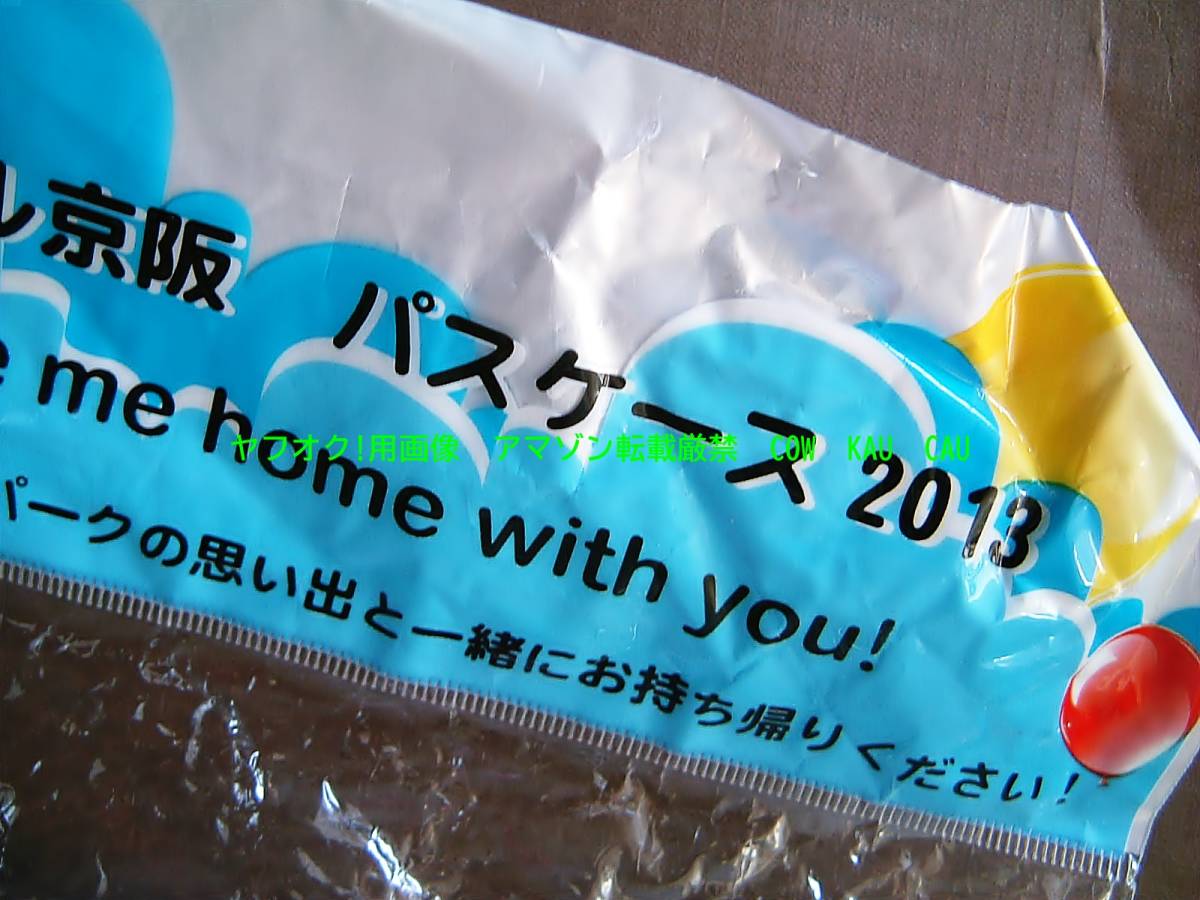 ル京阪 パスケース 2013
e me home with you!
パークの思い出と一緒にお持ち帰りください!
ヤフオク!用画像 アマゾン転載厳禁 COW KAU CAU